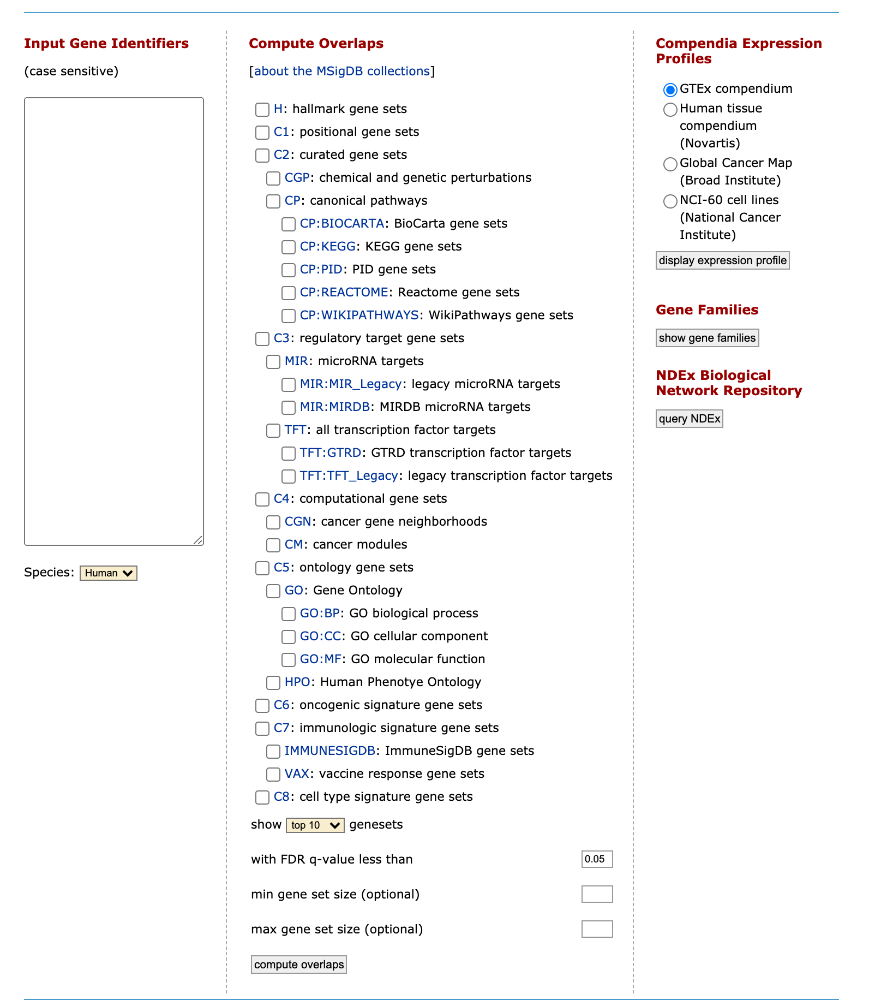 Input Gene Identifiers
(case sensitive)
Species: Human
Compute Overlaps
[about the MSigDB collections]
H: hallmark gene sets
C1: positional gene sets
C2: curated gene sets
CGP: chemical and genetic perturbations
CP: canonical pathways
CP:BIOCARTA: BioCarta gene sets
CP:KEGG: KEGG gene sets
CP:PID: PID gene sets
CP:REACTOME: Reactome gene sets
CP:WIKIPATHWAYS: WikiPathways gene sets
C3: regulatory target gene sets
MIR: microRNA targets
MIR:MIR_Legacy: legacy microRNA targets
MIR:MIRDB: MIRDB microRNA targets
TFT: all transcription factor targets
TFT:GTRD: GTRD transcription factor targets
TFT:TFT_Legacy: legacy transcription factor targets
C4: computational gene sets
CGN: cancer gene neighborhoods
CM: cancer modules
C5: ontology gene sets
GO: Gene Ontology
GO:BP: GO biological process
GO:CC: GO cellular component
GO:MF: GO molecular function
HPO: Human Phenotye Ontology
C6: oncogenic signature gene sets
C7: immunologic signature gene sets
IMMUNESIGDB: ImmuneSigDB gene sets
VAX: vaccine response gene sets
C8: cell type signature gene sets
show top 10 genesets
with FDR q-value less than 0.05
min gene set size (optional)
max gene set size (optional)
compute overlaps
Compendia Expression
Profiles
GTEx compendium
Human tissue
compendium
(Novartis)
Global Cancer Map
(Broad Institute)
NCI-60 cell lines
(National Cancer
Institute)
display expression profile
Gene Families
show gene families
NDEx Biological
Network Repository
query NDEx